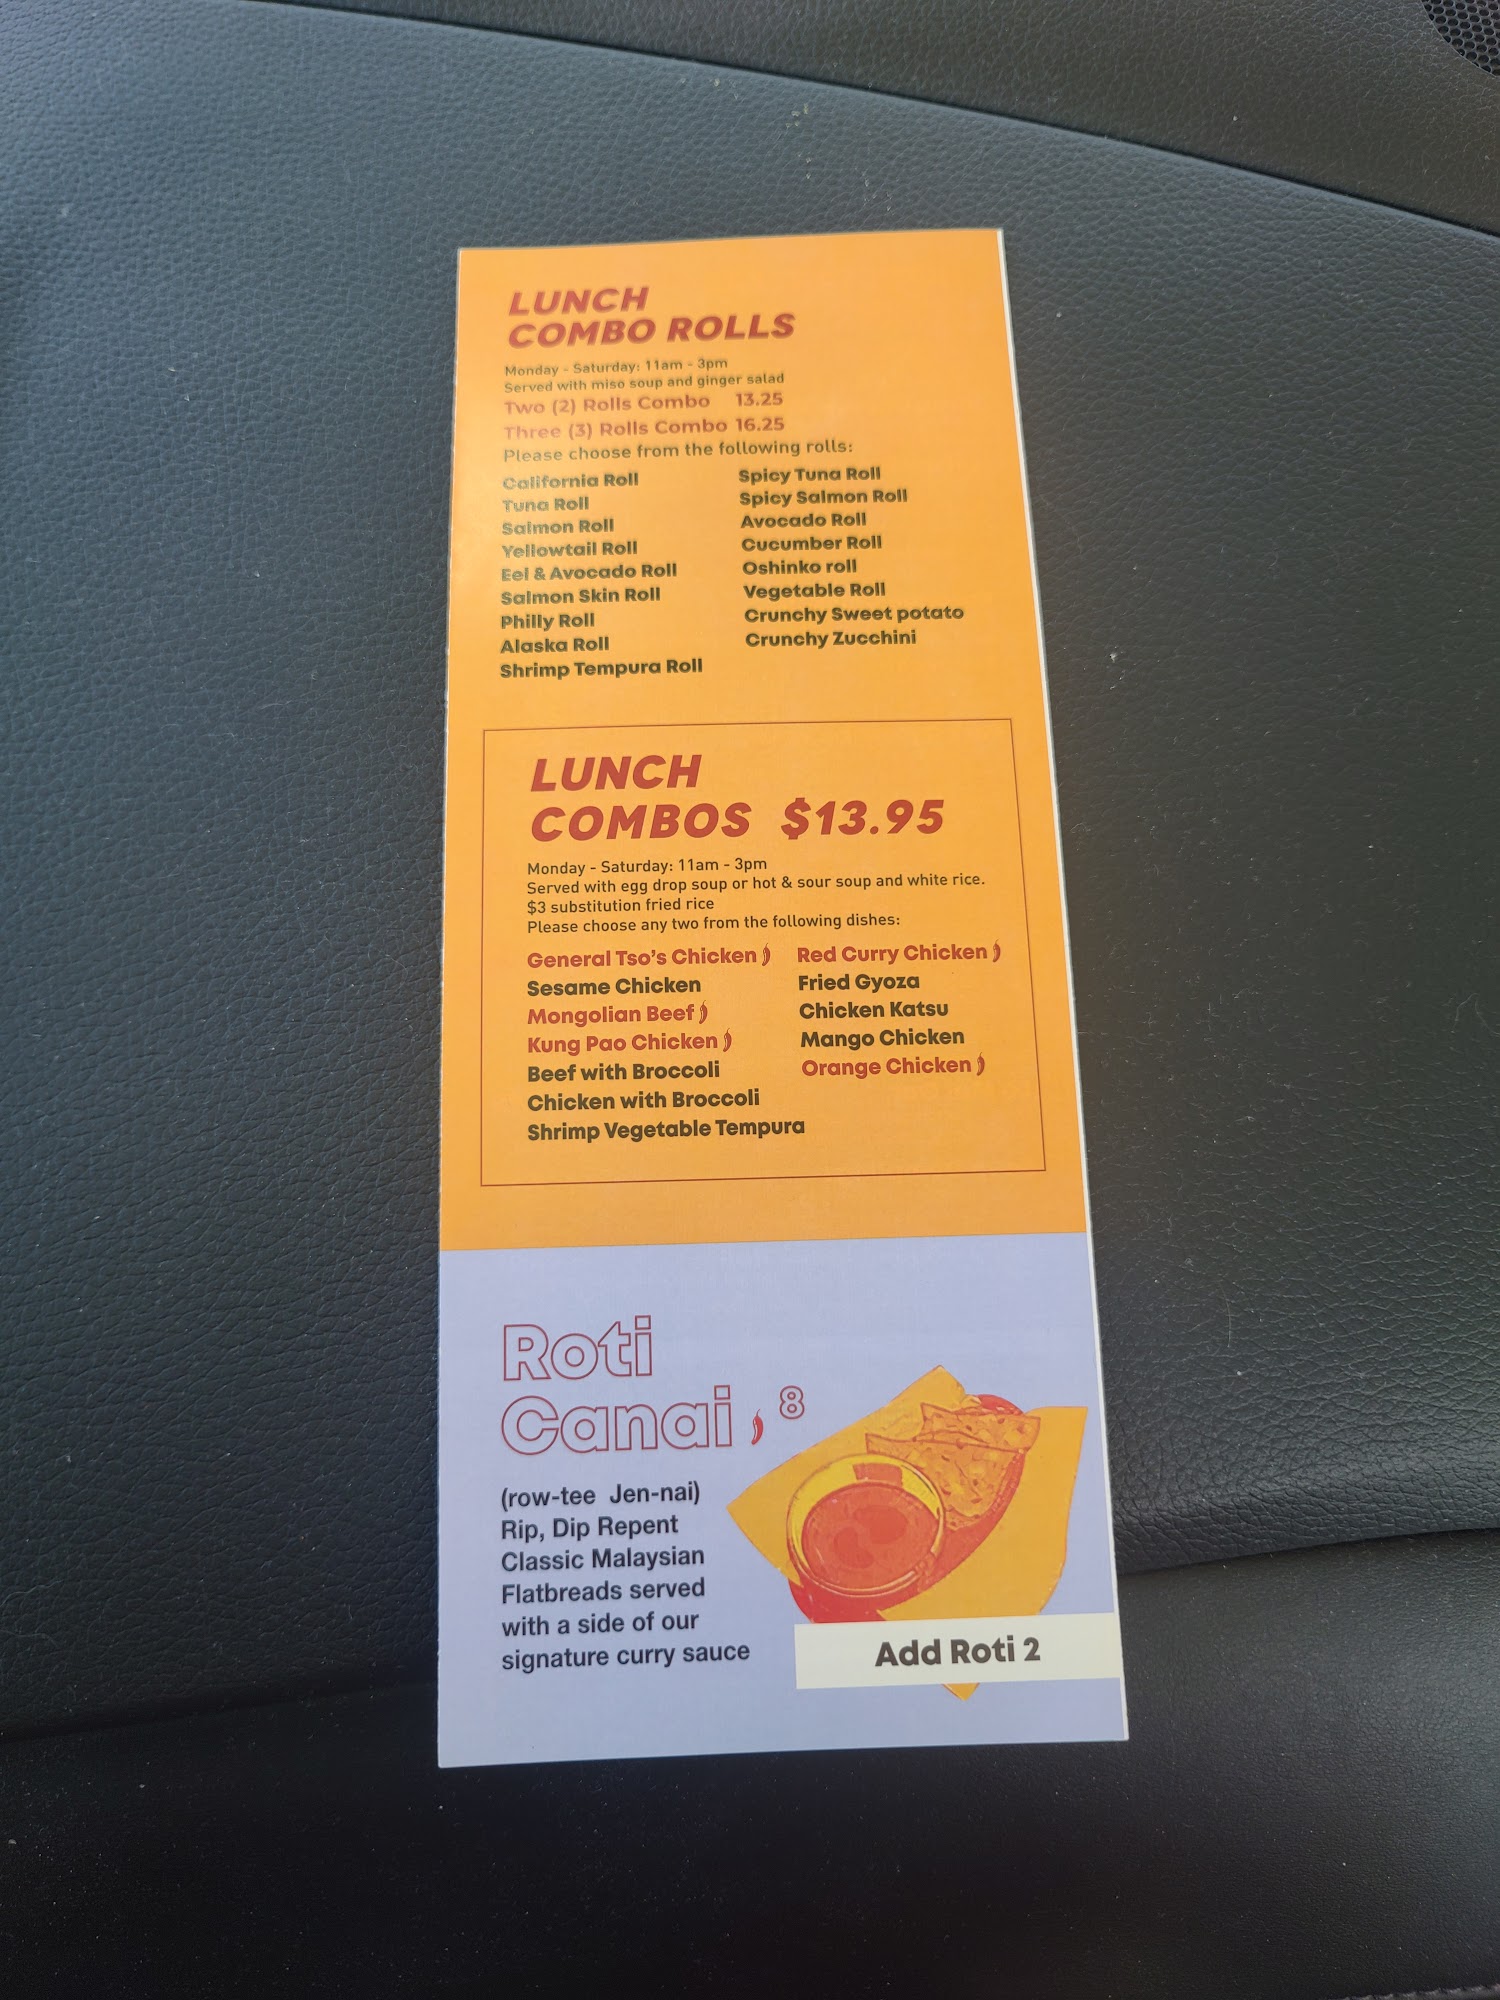 LUNCH
COMBO ROLLS
Monday - Saturday: 11am - 3pm
Served with miso soup and ginger salad
Two (2) Rolls Combo 13.25
Three (3) Rolls Combo 16.25
Please choose from the following rolls:
California Roll
Tuna Roll
Salmon Roll
Yellowtail Roll
Eel & Avocado Roll
Salmon Skin Roll
Philly Roll
Alaska Roll
Shrimp Tempura Roll
Spicy Tuna Roll
Spicy Salmon Roll
Avocado Roll
Cucumber Roll
Oshinko roll
Vegetable Roll
Crunchy Sweet potato
Crunchy Zucchini
LUNCH
COMBOS $13.95
Monday - Saturday: 11am - 3pm
Served with egg drop soup or hot & sour soup and white rice.
$3 substitution fried rice
Please choose any two from the following dishes:
General Tso's Chicken
Sesame Chicken
Mongolian Beef
Kung Pao Chicken
Beef with Broccoli
Chicken with Broccoli
Shrimp Vegetable Tempura
Red Curry Chicken
Fried Gyoza
Chicken Katsu
Mango Chicken
Orange Chicken
Roti
Canai 8
(row-tee Jen-nai)
Rip, Dip Repent
Classic Malaysian
Flatbreads served
with a side of our
signature curry sauce
Add Roti 2